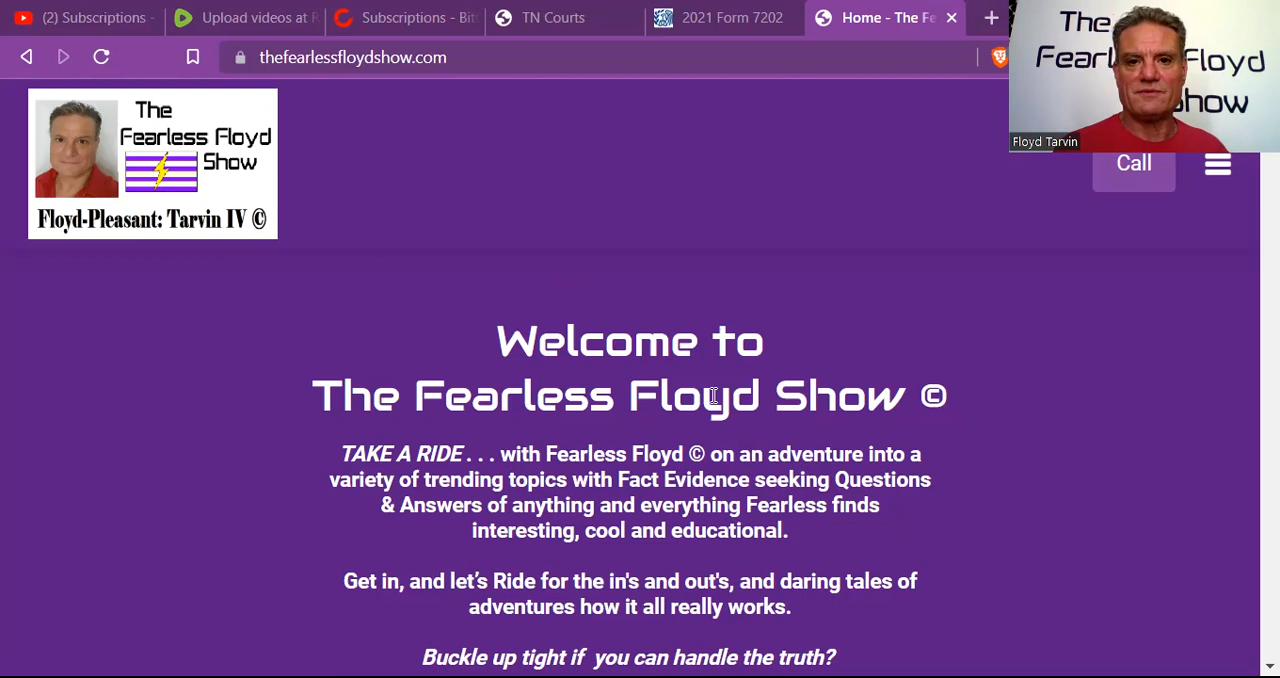 (2) Subscriptions -
Upload videos at R
Subscriptions - Bit
TN Courts
2021 Form 7202
Home - The Fe
thefearlessfloydshow.com
The
Fearless Floyd
Show
Floyd-Pleasant: Tarvin IV ©
The
Fearl Floyd
Show
Floyd Tarvin
Call
Welcome to
The Fearless Floyd Show ©
TAKE A RIDE . . . with Fearless Floyd © on an adventure into a
variety of trending topics with Fact Evidence seeking Questions
& Answers of anything and everything Fearless finds
interesting, cool and educational.
Get in, and let’s Ride for the in's and out's, and daring tales of
adventures how it all really works.
Buckle up tight if you can handle the truth?